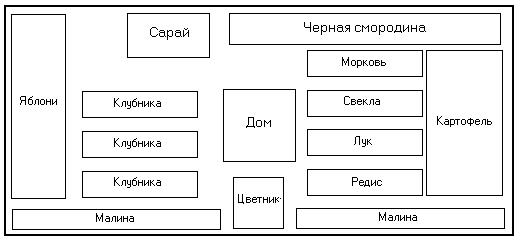 Сарай
Черная смородина
Морковь
Яблони
Клубника
Свекла
Дом
Картофель
Клубника
Лук
Клубника
Редис
Цветник
Малина
Малина